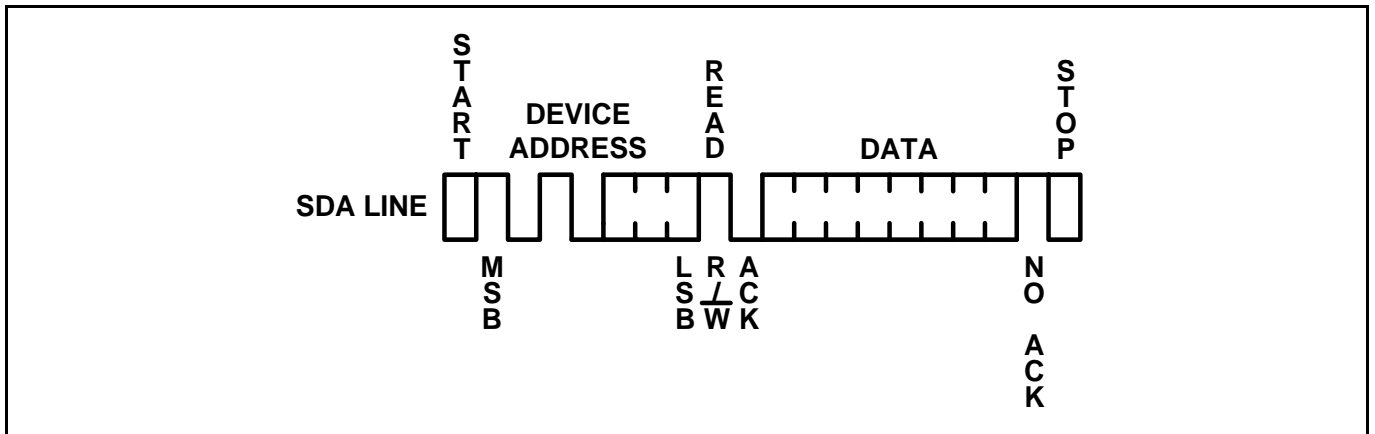 START
DEVICE
ADDRESS
READ
DATA
STOP
SDA LINE
MSB
LSB
R/W
ACK
NO ACK